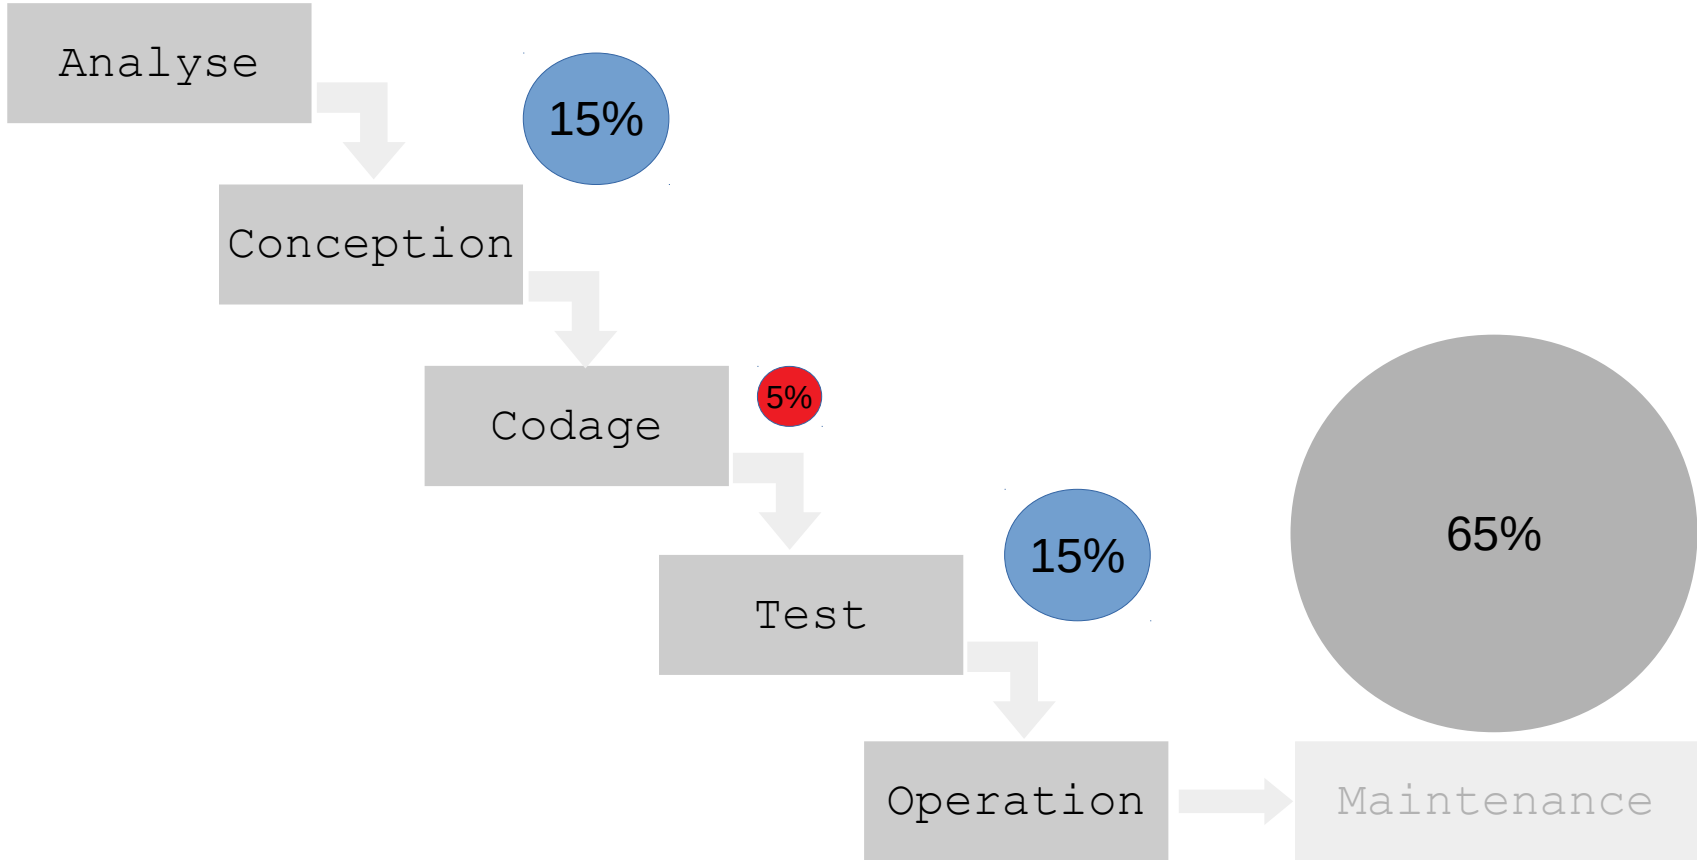 Analyse
15%
Conception
Codage
5%
Test
15%
65%
Operation
Maintenance